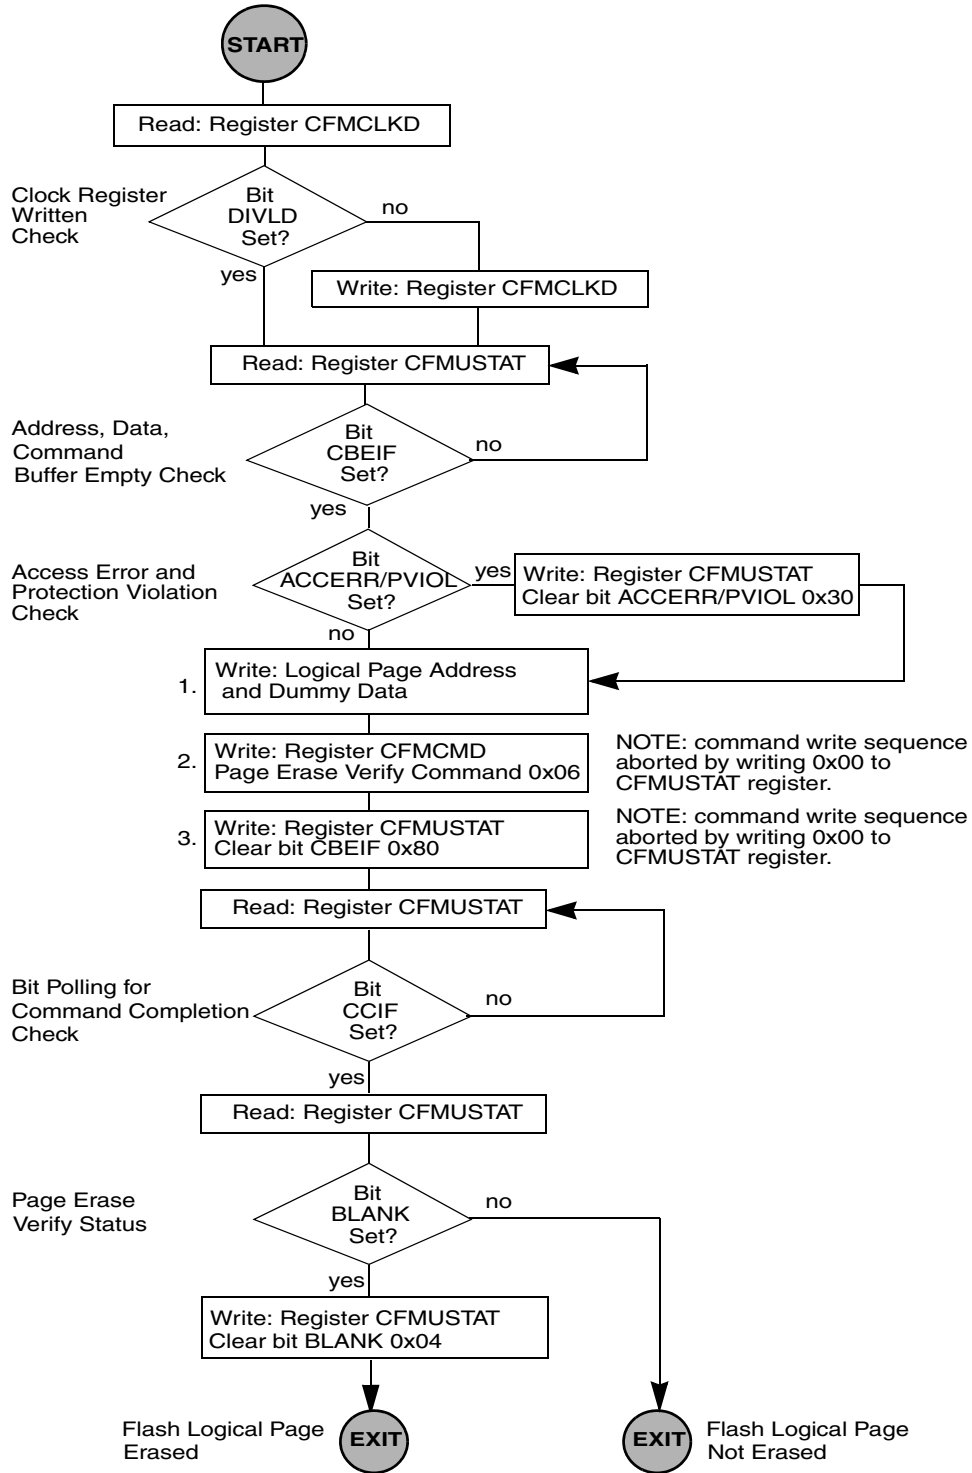 START
Read: Register CFMCLKD
Clock Register
Written
Check
Bit
DIVLD
Set?
no
yes
Write: Register CFMCLKD
Read: Register CFMUSTAT
Address, Data,
Command
Buffer Empty Check
Bit
CBEIF
Set?
no
yes
Access Error and
Protection Violation
Check
Bit
ACCERR/PVIOL
Set?
yes
Write: Register CFMUSTAT
Clear bit ACCERR/PVIOL 0x30
no
1.
Write: Logical Page Address
and Dummy Data
2.
Write: Register CFMCMD
Page Erase Verify Command 0x06
NOTE: command write sequence
aborted by writing 0x00 to
CFMUSTAT register.
3.
Write: Register CFMUSTAT
Clear bit CBEIF 0x80
NOTE: command write sequence
aborted by writing 0x00 to
CFMUSTAT register.
Read: Register CFMUSTAT
Bit Polling for
Command Completion
Check
Bit
CCIF
Set?
no
yes
Read: Register CFMUSTAT
Page Erase
Verify Status
Bit
BLANK
Set?
no
yes
Write: Register CFMUSTAT
Clear bit BLANK 0x04
Flash Logical Page
Erased
EXIT
EXIT
Flash Logical Page
Not Erased